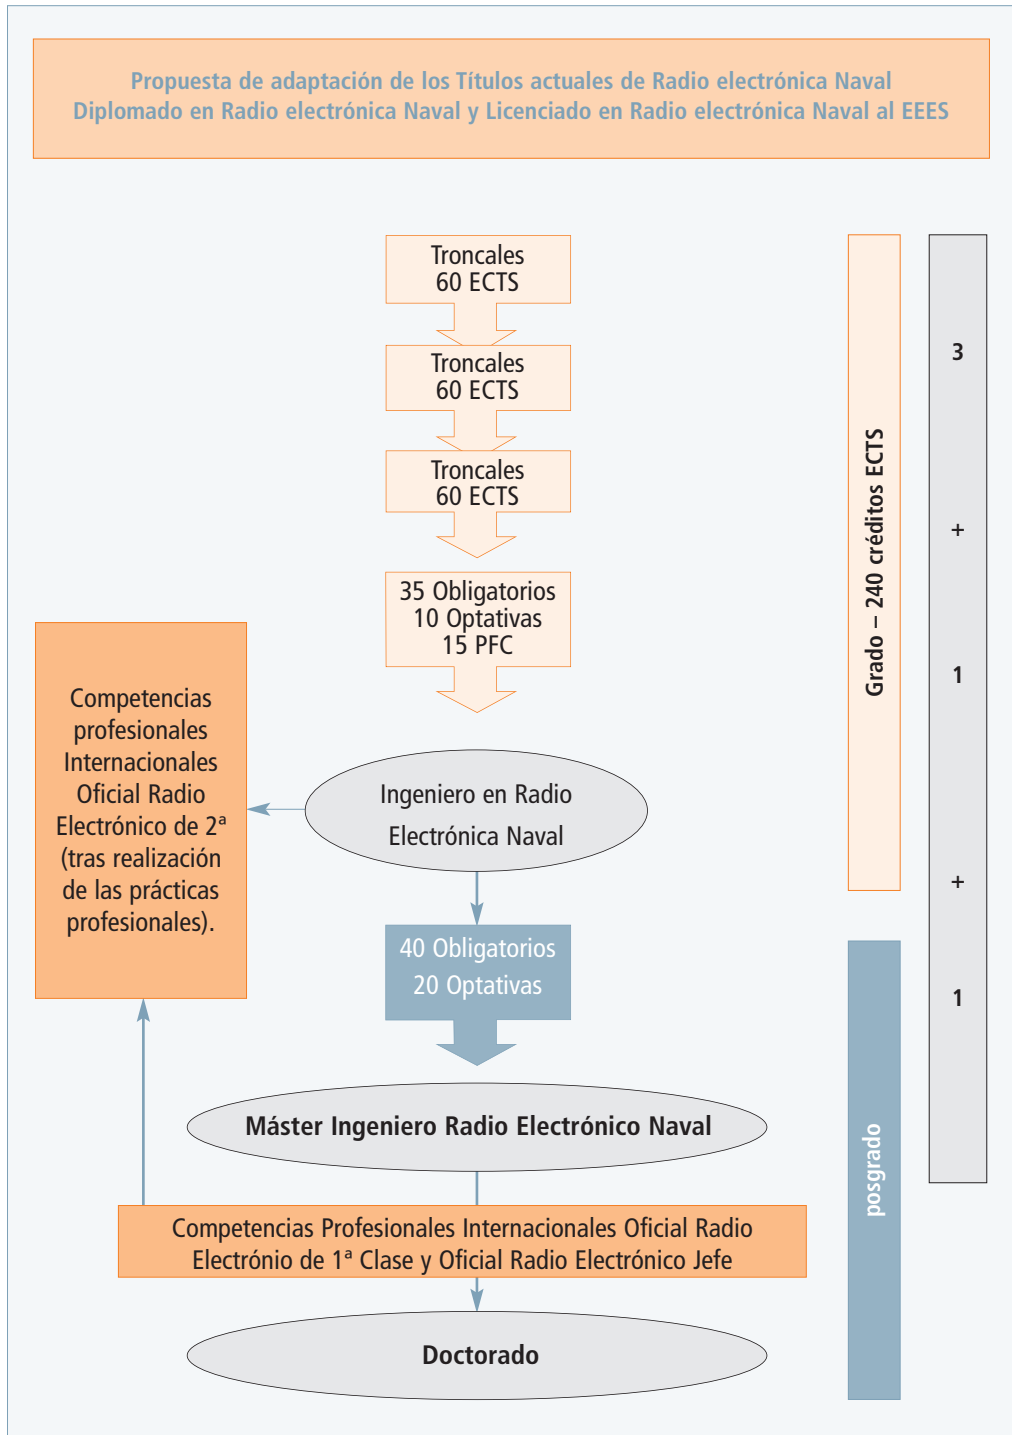 Propuesta de adaptación de los Títulos actuales de Radio electrónica Naval
Diplomado en Radio electrónica Naval y Licenciado en Radio electrónica Naval al EEES
Troncales
60 ECTS
Troncales
60 ECTS
Troncales
60 ECTS
35 Obligatorios
10 Optativas
15 PFC
Competencias
profesionales
Internacionales
Oficial Radio
Electrónico de 2ª
(tras realización
de las prácticas
profesionales).
Ingeniero en Radio
Electrónica Naval
40 Obligatorios
20 Optativas
Máster Ingeniero Radio Electrónico Naval
Competencias Profesionales Internacionales Oficial Radio
Electrónio de 1ª Clase y Oficial Radio Electrónico Jefe
Doctorado
Grado – 240 créditos ECTS
posgrado
3
+
1
+
1